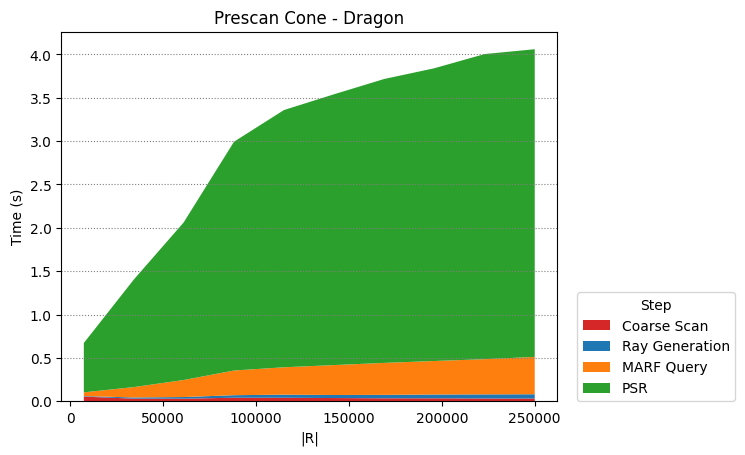 Prescan Cone - Dragon
Time (s)
4.0
3.5
3.0
2.5
2.0
1.5
1.0
0.5
0.0
0 50000 100000 150000 200000 250000
|R|
Step
Coarse Scan
Ray Generation
MARF Query
PSR